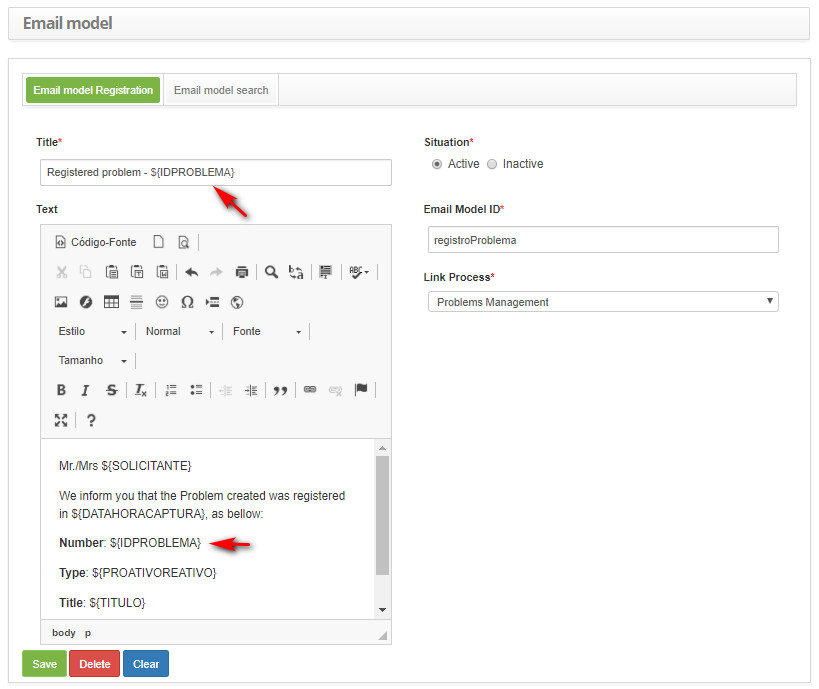 Email model
Email model Registration
Email model search
Title*
Registered problem - ${IDPROBLEMA}
Text
Código-Fonte
ABC
Estilo
Normal
Fonte
Tamanho
B I S Tx
?
Mr./Mrs ${SOLICITANTE}
We inform you that the Problem created was registered
in ${DATAHORACAPTURA}, as bellow:
Number: ${IDPROBLEMA}
Type: ${PROATIVOREATIVO}
Title: ${TITULO}
body p
Situation*
Active Inactive
Email Model ID*
registroProblema
Link Process*
Problems Management
Save Delete Clear